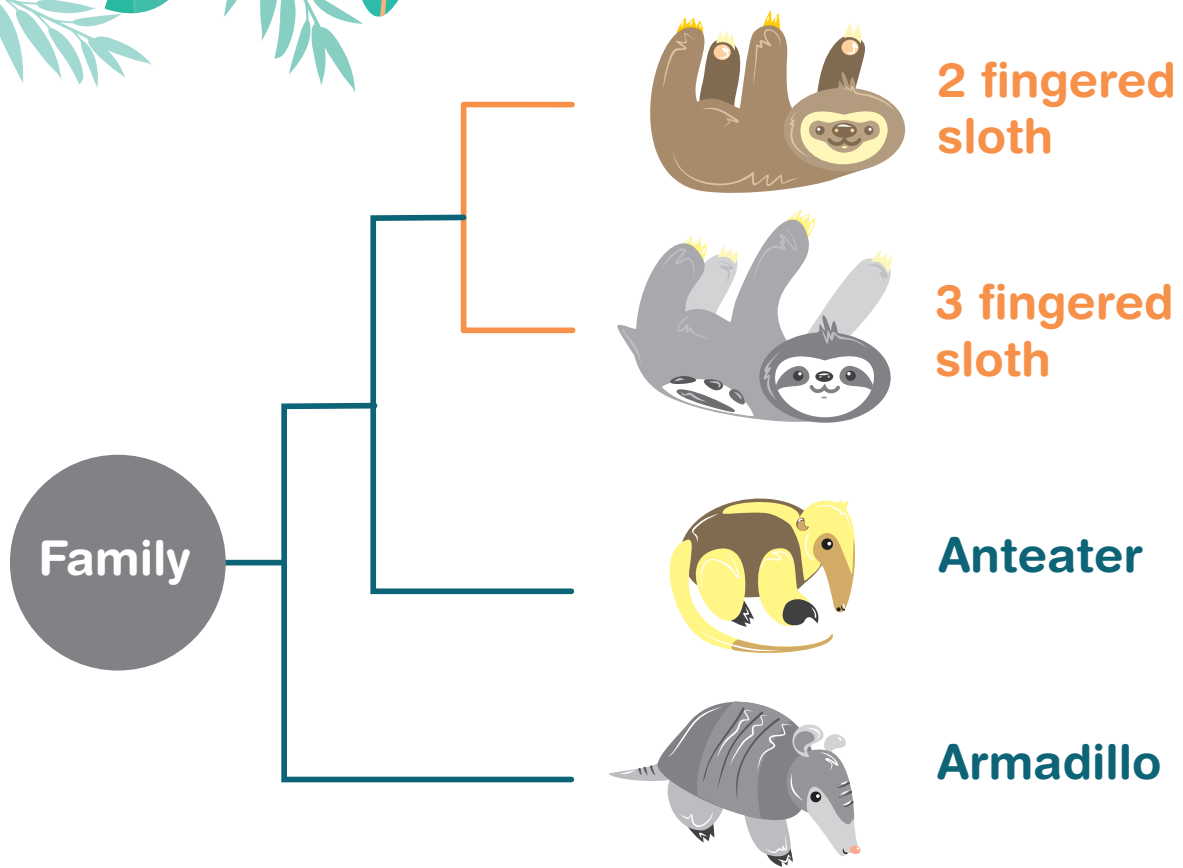 2 fingered
sloth
3 fingered
sloth
Family
Anteater
Armadillo